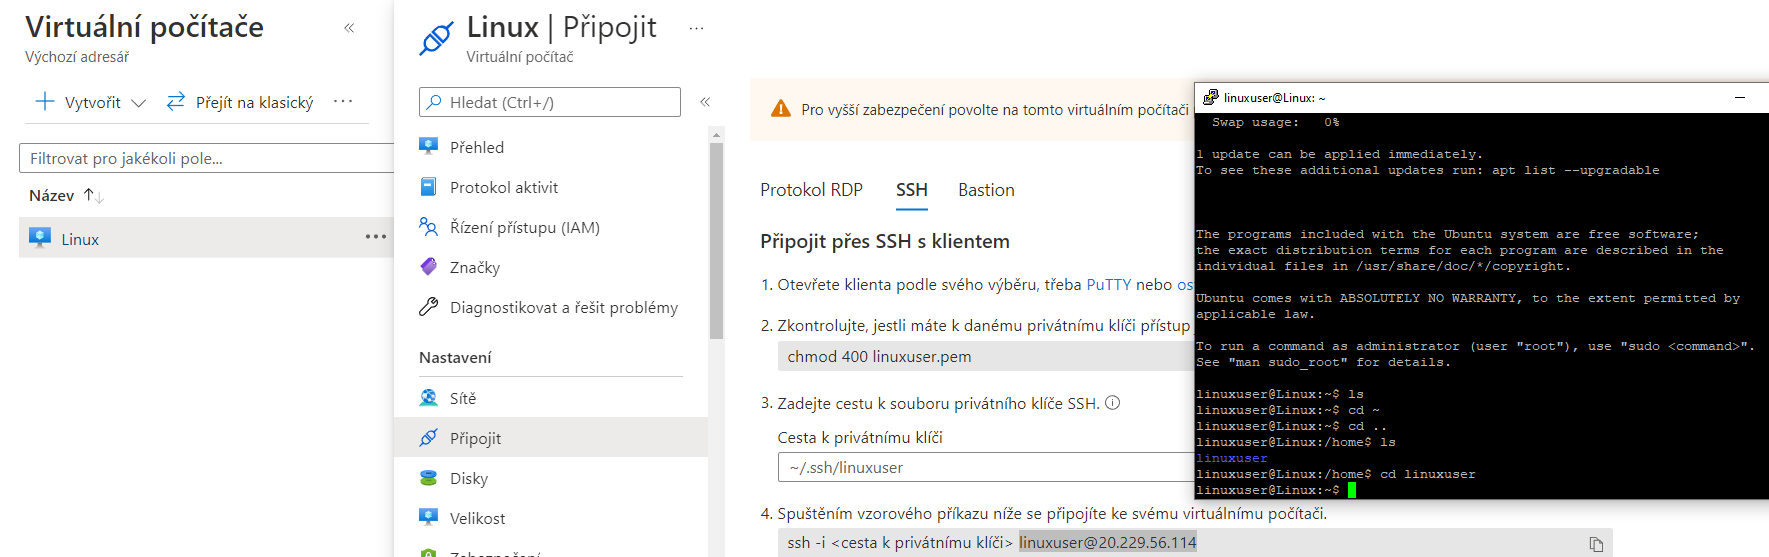 Virtuální počítače
«
Výchozí adresář
Vytvořit
Přejít na klasický
···
Filtrovat pro jakékoli pole...
Název ↑↓
Linux
···
Linux | Připojit
···
Virtuální počítač
Hledat (Ctrl+/)
«
Přehled
Protokol aktivit
Řízení přístupu (IAM)
Značky
Diagnostikovat a řešit problémy
Nastavení
Sítě
Připojit
Disky
Velikost
Zabezpečení
Pro vyšší zabezpečení povolte na tomto virtuálním počítači
Protokol RDP
SSH
Bastion
Připojit přes SSH s klientem
1. Otevřete klienta podle svého výběru, třeba PuTTY nebo os
2. Zkontrolujte, jestli máte k danému privátnímu klíči přístup
chmod 400 linuxuser.pem
3. Zadejte cestu k souboru privátního klíče SSH.
Cesta k privátnímu klíči
~/.ssh/linuxuser
4. Spuštěním vzorového příkazu níže se připojíte ke svému virtuálnímu počítači.
ssh -i <cesta k privátnímu klíči> linuxuser@20.229.56.114
linuxuser@Linux: ~
Swap usage: 0%
1 update can be applied immediately.
To see these additional updates run: apt list --upgradable
The programs included with the Ubuntu system are free software;
the exact distribution terms for each program are described in the
individual files in /usr/share/doc/*/copyright.
Ubuntu comes with ABSOLUTELY NO WARRANTY, to the extent permitted by
applicable law.
To run a command as administrator (user "root"), use "sudo <command>".
See "man sudo_root" for details.
linuxuser@Linux:~$ ls
linuxuser@Linux:~$ cd ~
linuxuser@Linux:~$ cd ..
linuxuser@Linux:/home$ ls
linuxuser
linuxuser@Linux:/home$ cd linuxuser
linuxuser@Linux:~$